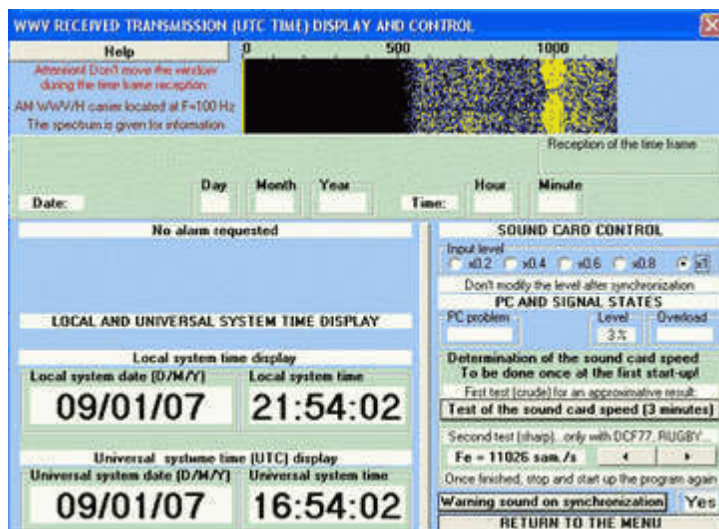 WWV RECEIVED TRANSMISSION (UTC TIME) DISPLAY AND CONTROL
Help
0 500 1000
Attention! Don't move the window
during the time frame reception
AM WWV/H carrier located at F=100 Hz
The spectrum is given for information
Reception of the time frame
Day Month Year Hour Minute
Date: Time:
No alarm requested
LOCAL AND UNIVERSAL SYSTEM TIME DISPLAY
Local system time display
Local system date (D/M/Y) Local system time
09/01/07 21:54:02
Universal systume time (UTC) display
Universal system date (D/M/Y) Universal system time
09/01/07 16:54:02
SOUND CARD CONTROL
Input level
x0.2 x0.4 x0.6 x0.8 x1
Don't modify the level after synchronization
PC AND SIGNAL STATES
PC problem Level Overload
3%
Determination of the sound card speed
To be done once at the first start-up!
First test (crude) for an approximative result:
Test of the sound card speed (3 minutes)
Second test (sharp)...only with DCF77, RUGBY...
Fe = 11026 sam./s
Once finished, stop and start up the program again
Warning sound on synchronization Yes
RETURN TO THE MENU